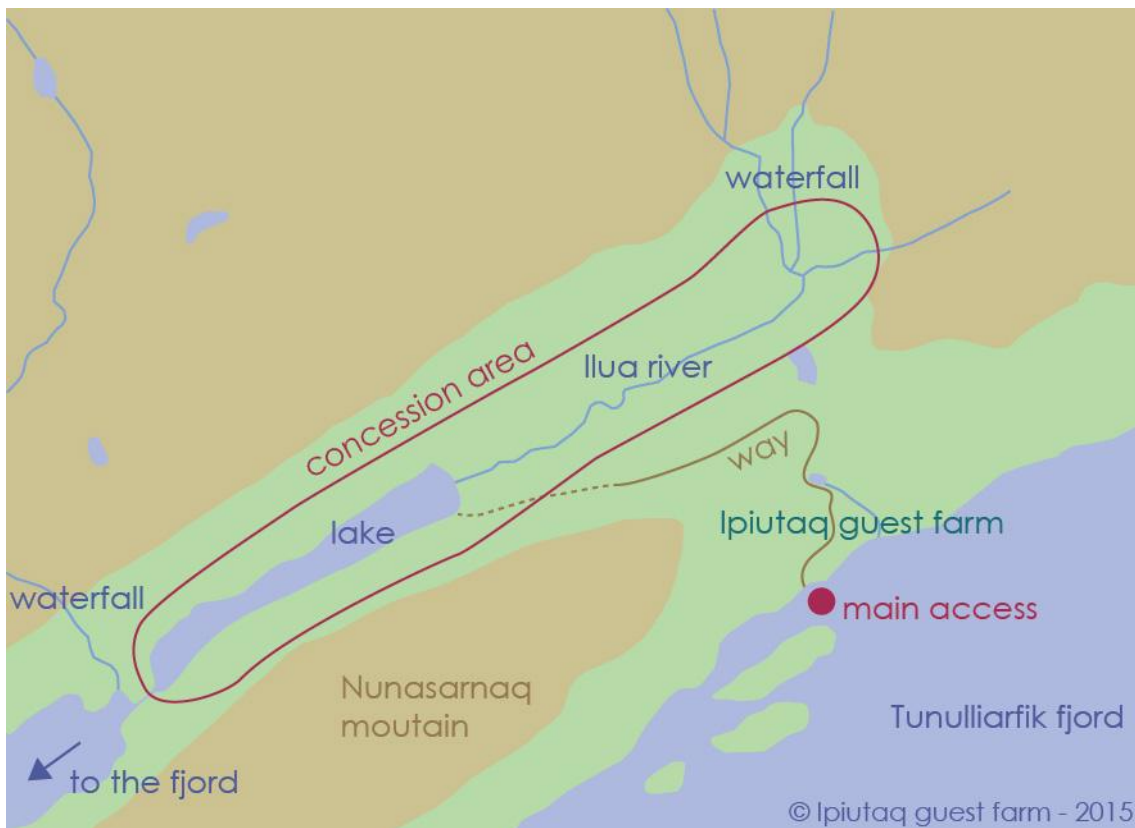 waterfall
concession area
Ilua river
way
Ipiutaq guest farm
lake
waterfall
main access
Nunasarnaq
moutain
Tunulliarfik fjord
to the fjord
© Ipiutaq guest farm - 2015